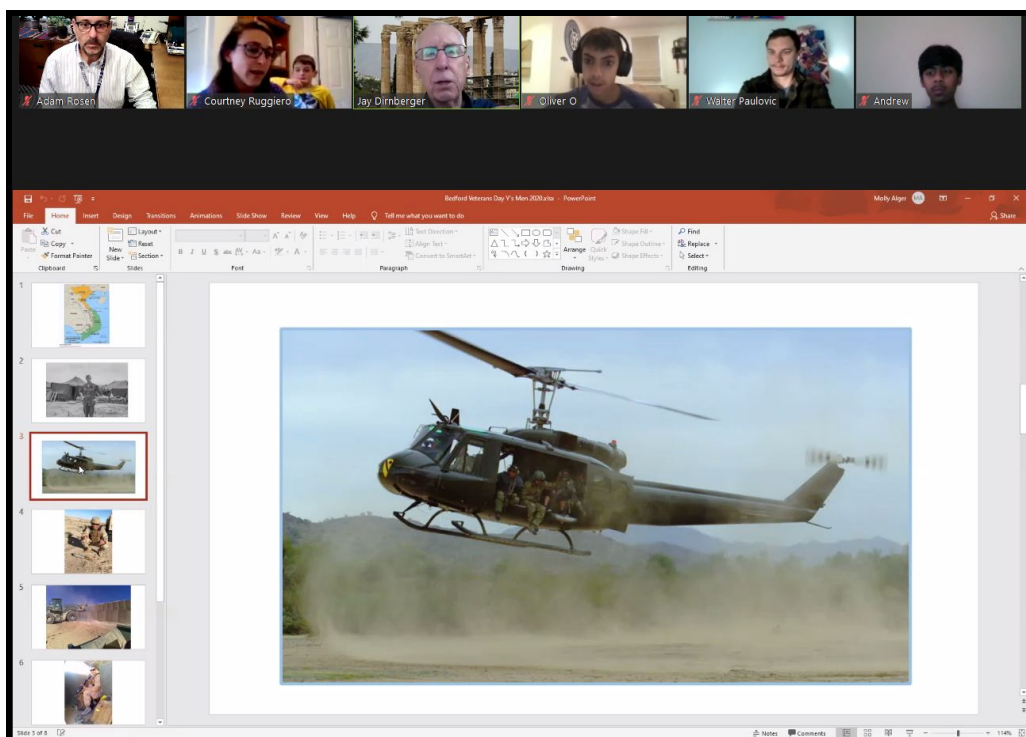 Adam Rosen
Courtney Ruggiero
Jay Dirnberger
Oliver O
Walter Paulovic
Andrew
Bedford Veterans Day Y's Men 2020.xlsx - PowerPoint
Molly Alger
MA
File Home Insert Design Transitions Animations Slide Show Review View Help Tell me what you want to do
Share
Paste
Cut
Copy
Format Painter
Clipboard
New
Slide
Layout
Reset
Section
Slides
B I U S abc AV Aa A
Font
Text Direction
Align Text
Convert to SmartArt
Paragraph
Arrange
Quick
Styles
Shape Fill
Shape Outline
Shape Effects
Drawing
Find
Replace
Select
Editing
1
2
3
4
5
6
Slide 3 of 8
Notes
Comments
114%